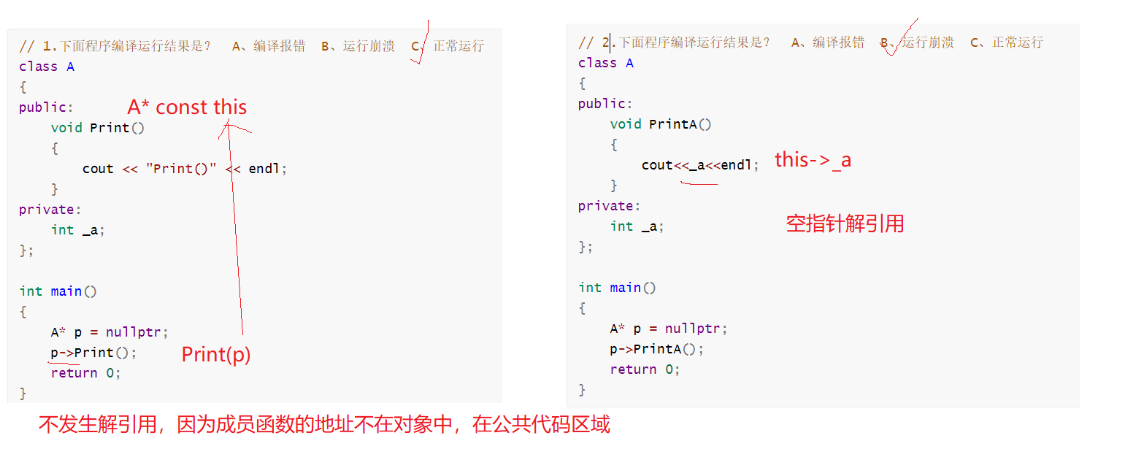 // 1.下面程序编译运行结果是？ A、编译报错 B、运行崩溃 C、正常运行
class A
{
public:
A* const this
void Print()
{
cout << "Print()" << endl;
}
private:
int _a;
};
int main()
{
A* p = nullptr;
p->Print();
Print(p)
return 0;
}
不发生解引用，因为成员函数的地址不在对象中，在公共代码区域
// 2.下面程序编译运行结果是？ A、编译报错 B、运行崩溃 C、正常运行
class A
{
public:
void PrintA()
{
cout<<_a<<endl;
this->_a
}
private:
空指针解引用
int _a;
};
int main()
{
A* p = nullptr;
p->PrintA();
return 0;
}